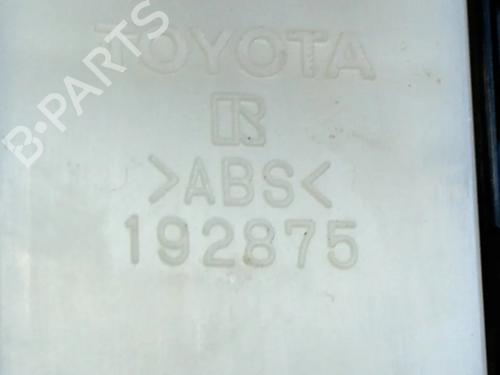 TOYOTA
R
>ABS<
192875
B-PARTS